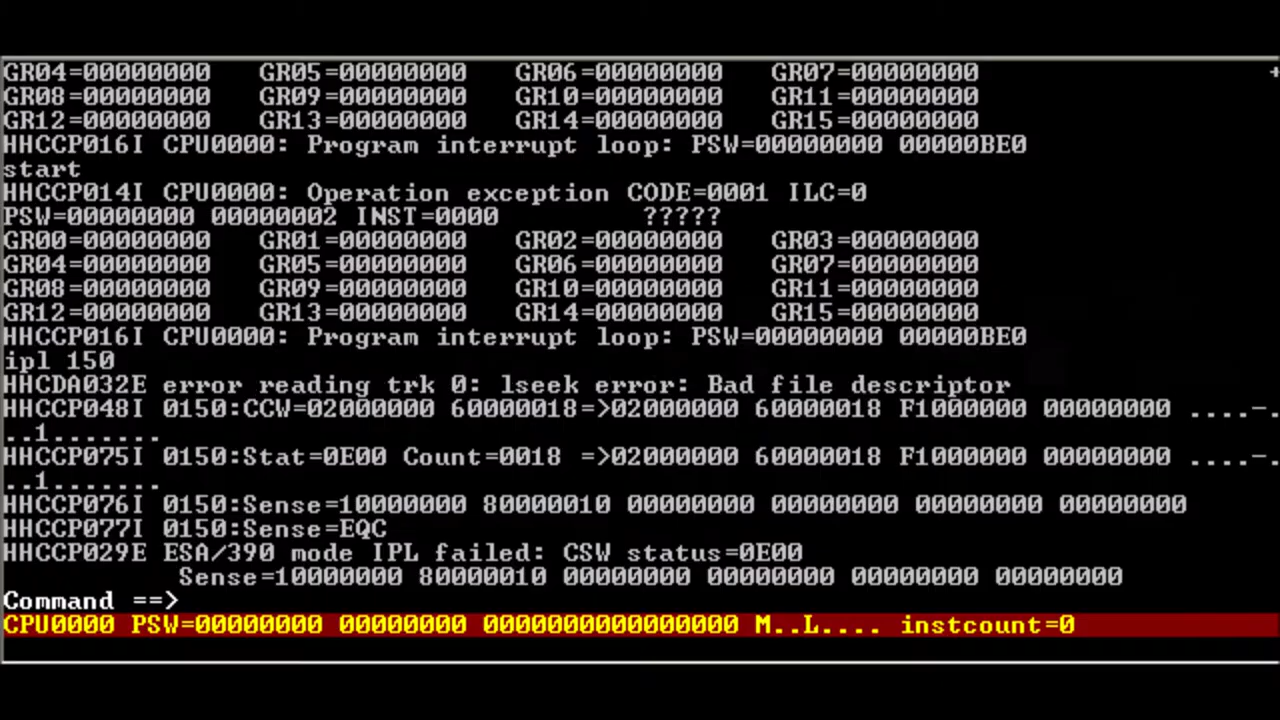 GR04=00000000   GR05=00000000   GR06=00000000   GR07=00000000   +
GR08=00000000   GR09=00000000   GR10=00000000   GR11=00000000
GR12=00000000   GR13=00000000   GR14=00000000   GR15=00000000
HHCCP016I CPU0000: Program interrupt loop: PSW=00000000 00000BE0
start
HHCCP014I CPU0000: Operation exception CODE=0001 ILC=0
PSW=00000000 00000002 INST=0000         ?????
GR00=00000000   GR01=00000000   GR02=00000000   GR03=00000000
GR04=00000000   GR05=00000000   GR06=00000000   GR07=00000000
GR08=00000000   GR09=00000000   GR10=00000000   GR11=00000000
GR12=00000000   GR13=00000000   GR14=00000000   GR15=00000000
HHCCP016I CPU0000: Program interrupt loop: PSW=00000000 00000BE0
ipl 150
HHCDA032E error reading trk 0: lseek error: Bad file descriptor
HHCCP048I 0150:CCW=02000000 60000018=>02000000 60000018 F1000000 00000000 ....-.
..1.......
HHCCP075I 0150:Stat=0E00 Count=0018 =>02000000 60000018 F1000000 00000000 ....-.
..1.......
HHCCP076I 0150:Sense=10000000 80000010 00000000 00000000 00000000 00000000
HHCCP077I 0150:Sense=EQC
HHCCP029E ESA/390 mode IPL failed: CSW status=0E00
           Sense=10000000 80000010 00000000 00000000 00000000 00000000
Command ==>
CPU0000 PSW=00000000 00000000 0000000000000000 M..L.... instcount=0